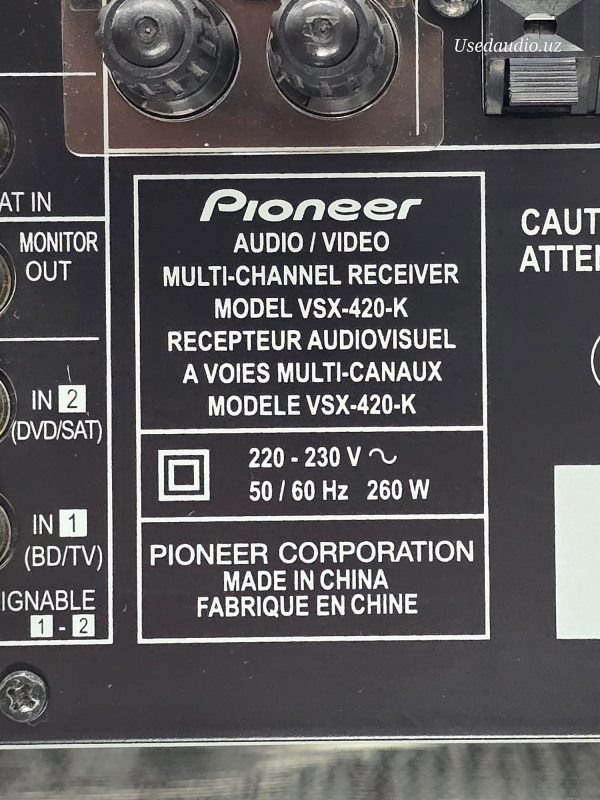 Usedaudio.uz
AT IN
MONITOR
OUT
IN 2
(DVD/SAT)
IN 1
(BD/TV)
IGNABLE
1 - 2
Pioneer
AUDIO / VIDEO
MULTI-CHANNEL RECEIVER
MODEL VSX-420-K
RECEPTEUR AUDIOVISUEL
A VOIES MULTI-CANAUX
MODELE VSX-420-K
220 - 230 V ~
50 / 60 Hz 260 W
PIONEER CORPORATION
MADE IN CHINA
FABRIQUE EN CHINE
CAUT
ATTEN